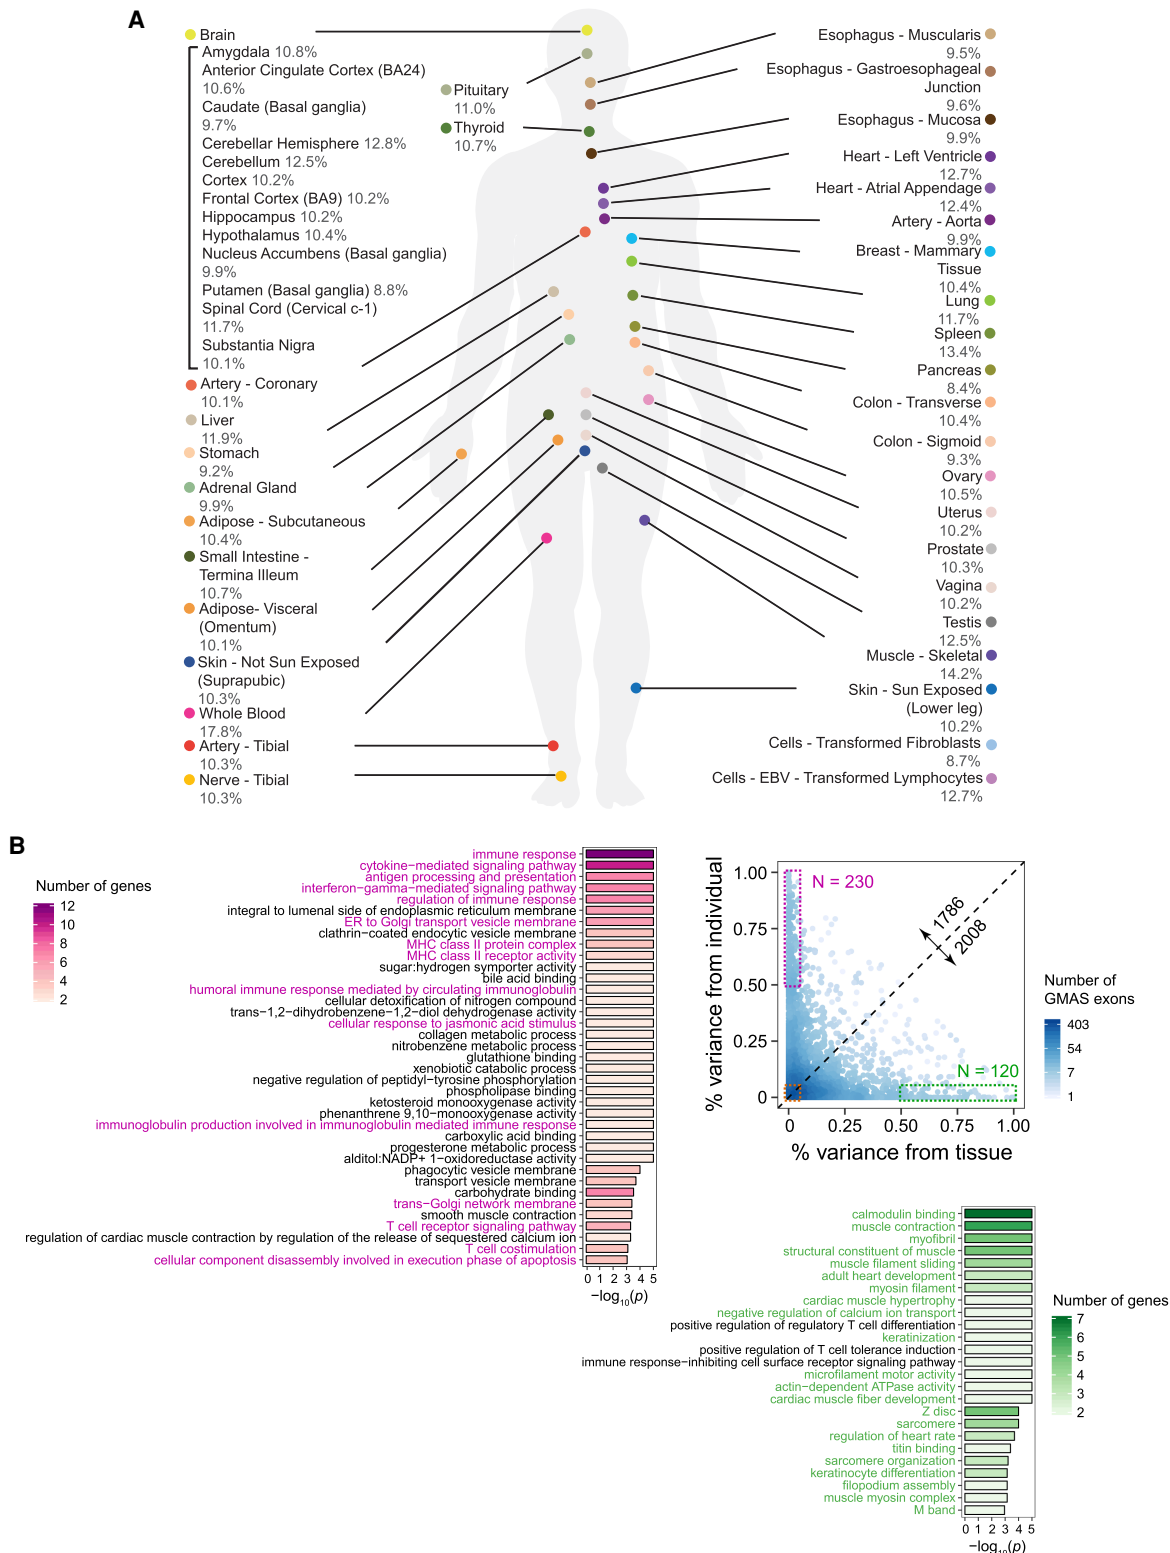 A
Brain
Amygdala 10.8%
Anterior Cingulate Cortex (BA24)
10.6%
Caudate (Basal ganglia)
9.7%
Cerebellar Hemisphere 12.8%
Cerebellum 12.5%
Cortex 10.2%
Frontal Cortex (BA9) 10.2%
Hippocampus 10.2%
Hypothalamus 10.4%
Nucleus Accumbens (Basal ganglia)
9.9%
Putamen (Basal ganglia) 8.8%
Spinal Cord (Cervical c-1)
11.7%
Substantia Nigra
10.1%
Artery - Coronary
10.1%
Liver
11.9%
Stomach
9.2%
Adrenal Gland
9.9%
Adipose - Subcutaneous
10.4%
Small Intestine -
Termina Illeum
10.7%
Adipose- Visceral
(Omentum)
10.1%
Skin - Not Sun Exposed
(Suprapubic)
10.3%
Whole Blood
17.8%
Artery - Tibial
10.3%
Nerve - Tibial
10.3%
Pituitary
11.0%
Thyroid
10.7%
Esophagus - Muscularis
9.5%
Esophagus - Gastroesophageal
Junction
9.6%
Esophagus - Mucosa
9.9%
Heart - Left Ventricle
12.7%
Heart - Atrial Appendage
12.4%
Artery - Aorta
9.9%
Breast - Mammary
Tissue
10.4%
Lung
11.7%
Spleen
13.4%
Pancreas
8.4%
Colon - Transverse
10.4%
Colon - Sigmoid
9.3%
Ovary
10.5%
Uterus
10.2%
Prostate
10.3%
Vagina
10.2%
Testis
12.5%
Muscle - Skeletal
14.2%
Skin - Sun Exposed
(Lower leg)
10.2%
Cells - Transformed Fibroblasts
8.7%
Cells - EBV - Transformed Lymphocytes
12.7%
B
Number of genes
12
10
8
6
4
2
immune response
cytokine−mediated signaling pathway
antigen processing and presentation
interferon−gamma−mediated signaling pathway
regulation of immune response
integral to lumenal side of endoplasmic reticulum membrane
ER to Golgi transport vesicle membrane
clathrin−coated endocytic vesicle membrane
MHC class II protein complex
MHC class II receptor activity
sugar:hydrogen symporter activity
bile acid binding
humoral immune response mediated by circulating immunoglobulin
cellular detoxification of nitrogen compound
trans−1,2−dihydrobenzene−1,2−diol dehydrogenase activity
cellular response to jasmonic acid stimulus
collagen metabolic process
nitrobenzene metabolic process
glutathione binding
xenobiotic catabolic process
negative regulation of peptidyl−tyrosine phosphorylation
phospholipase binding
ketosteroid monooxygenase activity
phenanthrene 9,10−monooxygenase activity
immunoglobulin production involved in immunoglobulin mediated immune response
carboxylic acid binding
progesterone metabolic process
alditol:NADP+ 1−oxidoreductase activity
phagocytic vesicle membrane
transport vesicle membrane
carbohydrate binding
trans−Golgi network membrane
smooth muscle contraction
T cell receptor signaling pathway
regulation of cardiac muscle contraction by regulation of the release of sequestered calcium ion
T cell costimulation
cellular component disassembly involved in execution phase of apoptosis
0 1 2 3 4 5
−log10(p)
% variance from individual
1.00
0.75
0.50
0.25
0
N = 230
1786
2008
N = 120
0 0.25 0.50 0.75 1.00
% variance from tissue
Number of
GMAS exons
403
54
7
1
calmodulin binding
muscle contraction
myofibril
structural constituent of muscle
muscle filament sliding
adult heart development
myosin filament
cardiac muscle hypertrophy
negative regulation of calcium ion transport
positive regulation of regulatory T cell differentiation
keratinization
positive regulation of T cell tolerance induction
immune response−inhibiting cell surface receptor signaling pathway
microfilament motor activity
actin−dependent ATPase activity
cardiac muscle fiber development
Z disc
sarcomere
regulation of heart rate
titin binding
sarcomere organization
keratinocyte differentiation
filopodium assembly
muscle myosin complex
M band
0 1 2 3 4 5
−log10(p)
Number of genes
7
6
5
4
3
2